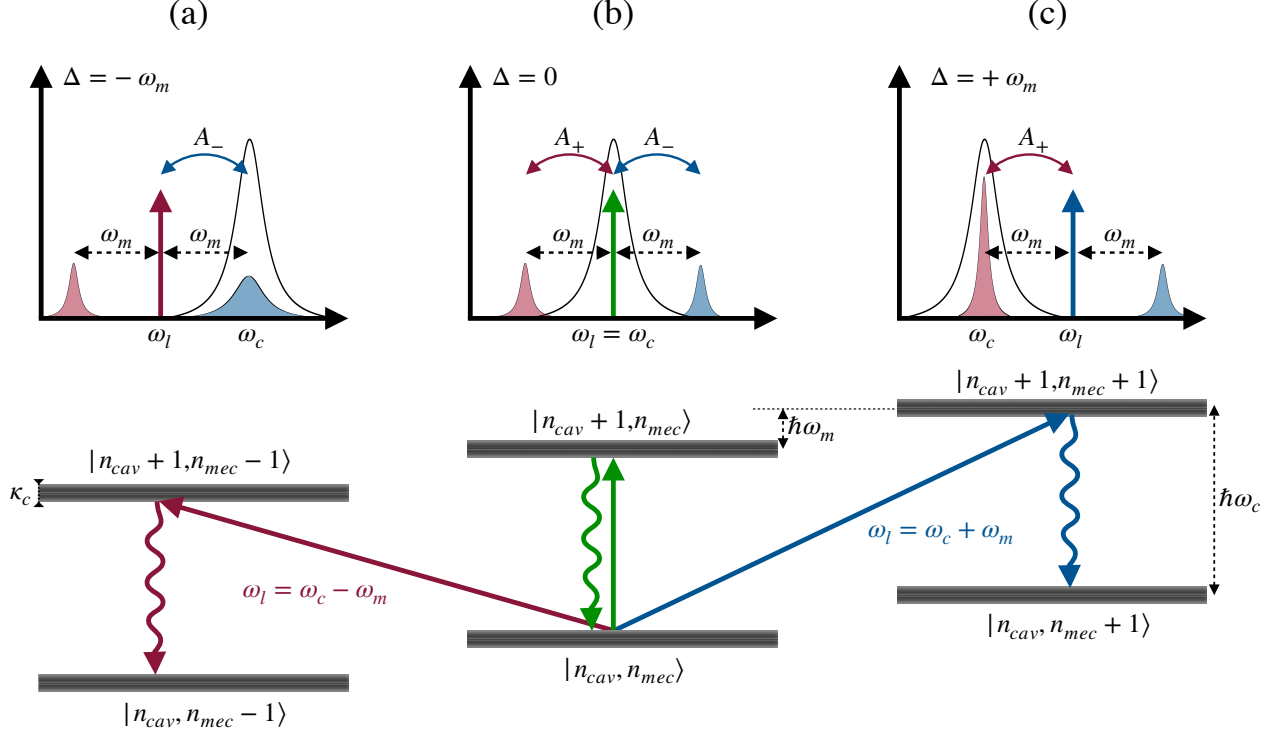 (a)
(b)
(c)
Δ = − ω_m
A_−
ω_m
ω_m
ω_l
ω_c
Δ = 0
A_+
A_−
ω_m
ω_m
ω_l = ω_c
Δ = + ω_m
A_+
ω_m
ω_m
ω_c
ω_l
|n_cav + 1,n_mec + 1⟩
|n_cav + 1,n_mec⟩
ħω_m
|n_cav + 1,n_mec − 1⟩
κ_c
ħω_c
ω_l = ω_c + ω_m
ω_l = ω_c − ω_m
|n_cav, n_mec + 1⟩
|n_cav, n_mec⟩
|n_cav, n_mec − 1⟩